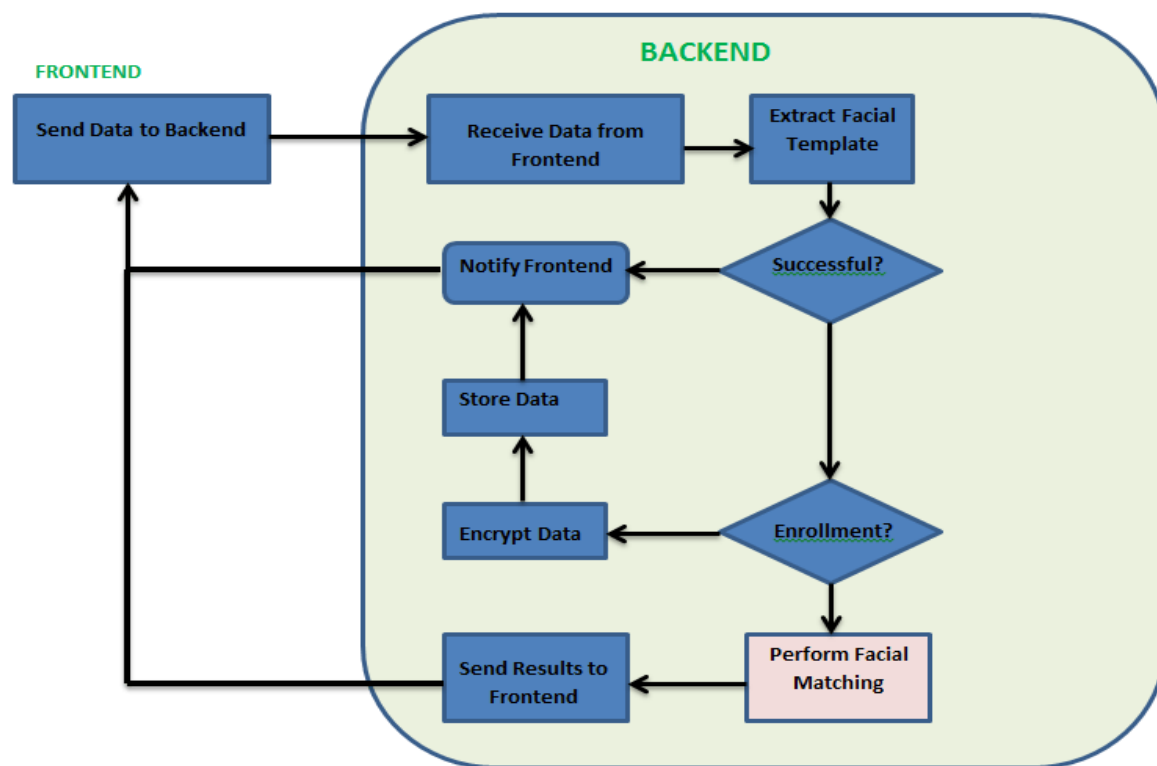 BACKEND
FRONTEND
Send Data to Backend
Receive Data from
Frontend
Extract Facial
Template
Notify Frontend
Successful?
Store Data
Encrypt Data
Enrollment?
Send Results to
Frontend
Perform Facial
Matching